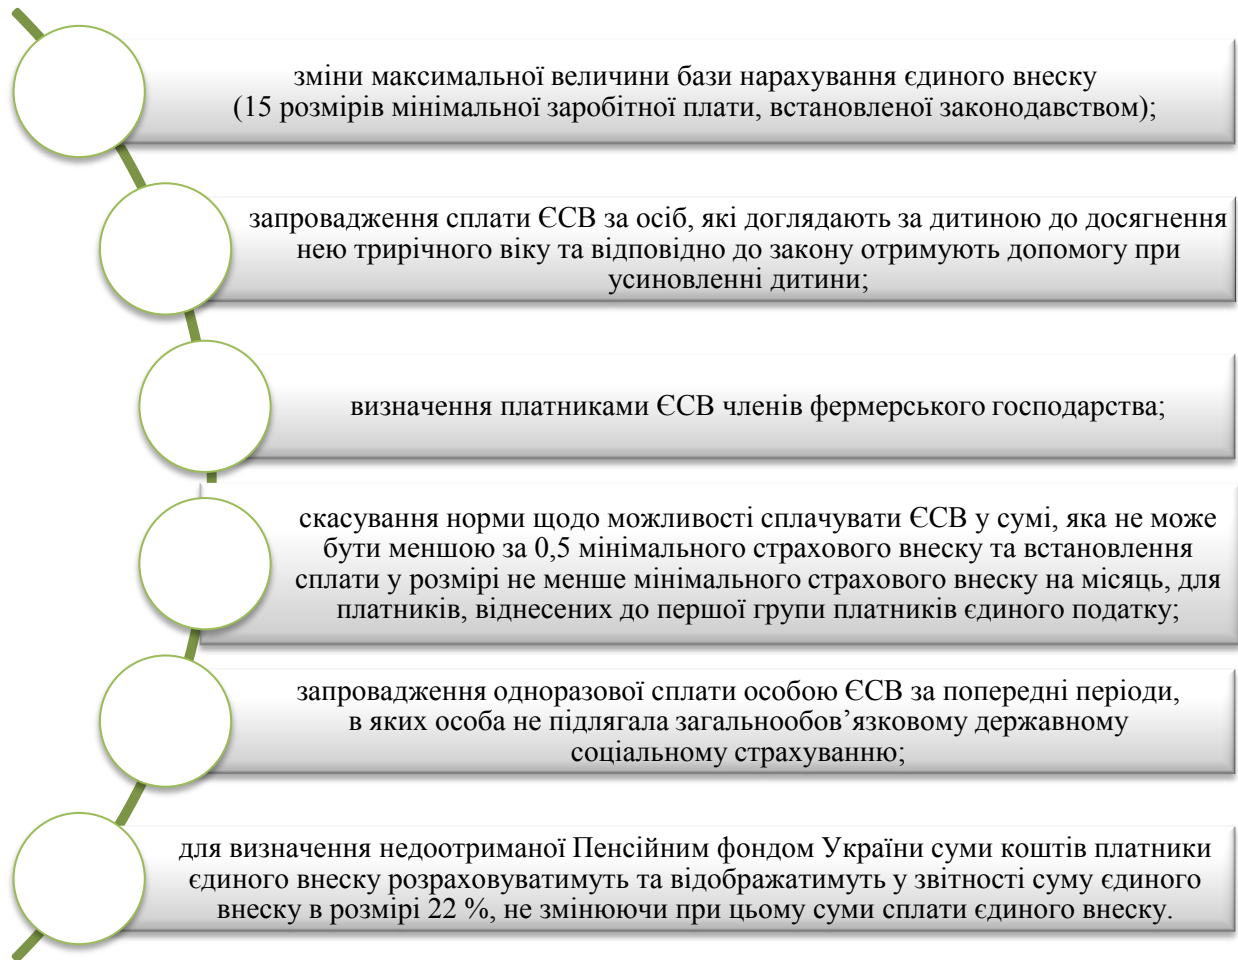 зміни максимальної величини бази нарахування єдиного внеску
(15 розмірів мінімальної заробітної плати, встановленої законодавством);
запровадження сплати ЄСВ за осіб, які доглядають за дитиною до досягнення
нею трирічного віку та відповідно до закону отримують допомогу при
усиновленні дитини;
визначення платниками ЄСВ членів фермерського господарства;
скасування норми щодо можливості сплачувати ЄСВ у сумі, яка не може
бути меншою за 0,5 мінімального страхового внеску та встановлення
сплати у розмірі не менше мінімального страхового внеску на місяць, для
платників, віднесених до першої групи платників єдиного податку;
запровадження одноразової сплати особою ЄСВ за попередні періоди,
в яких особа не підлягала загальнообов’язковому державному
соціальному страхуванню;
для визначення недоотриманої Пенсійним фондом України суми коштів платники
єдиного внеску розраховуватимуть та відображатимуть у звітності суму єдиного
внеску в розмірі 22 %, не змінюючи при цьому суми сплати єдиного внеску.